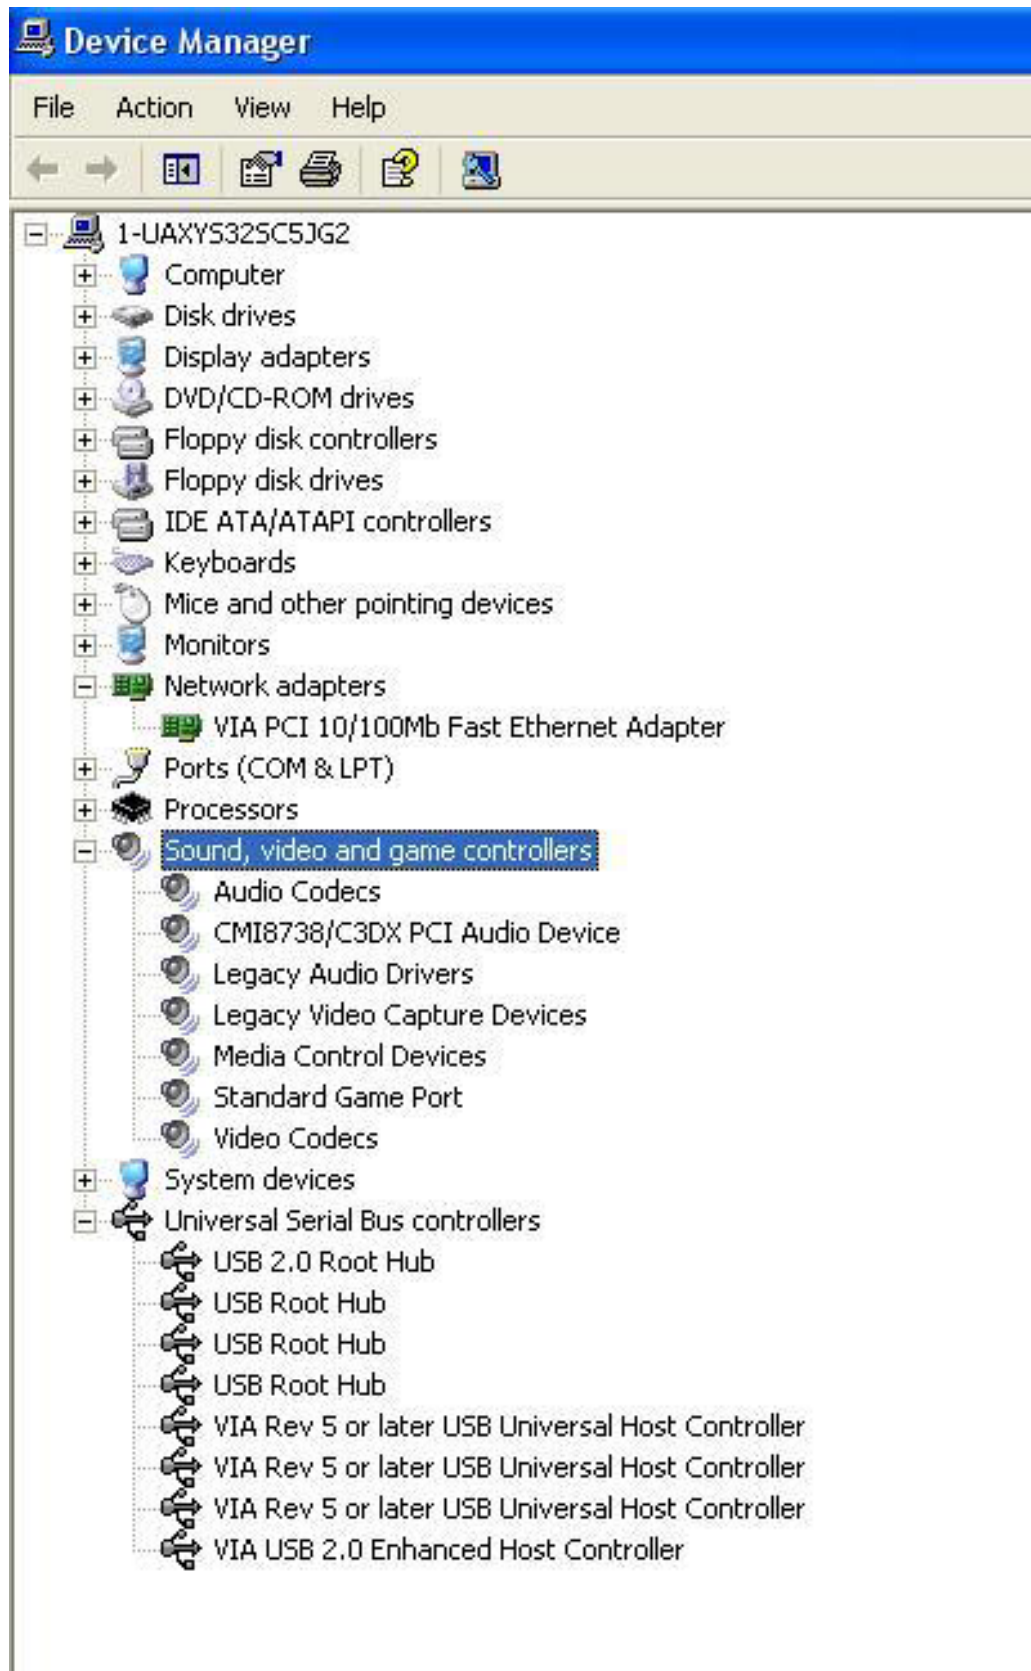 Device Manager
File Action View Help
1-UAXYS32SC5JG2
Computer
Disk drives
Display adapters
DVD/CD-ROM drives
Floppy disk controllers
Floppy disk drives
IDE ATA/ATAPI controllers
Keyboards
Mice and other pointing devices
Monitors
Network adapters
VIA PCI 10/100Mb Fast Ethernet Adapter
Ports (COM & LPT)
Processors
Sound, video and game controllers
Audio Codecs
CMI8738/C3DX PCI Audio Device
Legacy Audio Drivers
Legacy Video Capture Devices
Media Control Devices
Standard Game Port
Video Codecs
System devices
Universal Serial Bus controllers
USB 2.0 Root Hub
USB Root Hub
USB Root Hub
USB Root Hub
VIA Rev 5 or later USB Universal Host Controller
VIA Rev 5 or later USB Universal Host Controller
VIA Rev 5 or later USB Universal Host Controller
VIA USB 2.0 Enhanced Host Controller